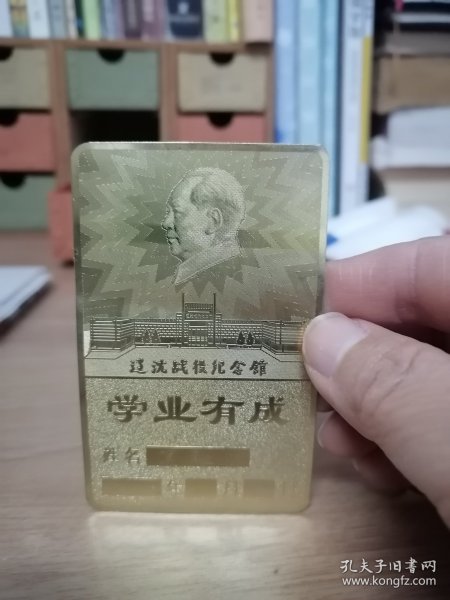 辽沈战役纪念馆
学业有成
姓名
年 月 日
孔夫子旧书网
www.kongfz.com